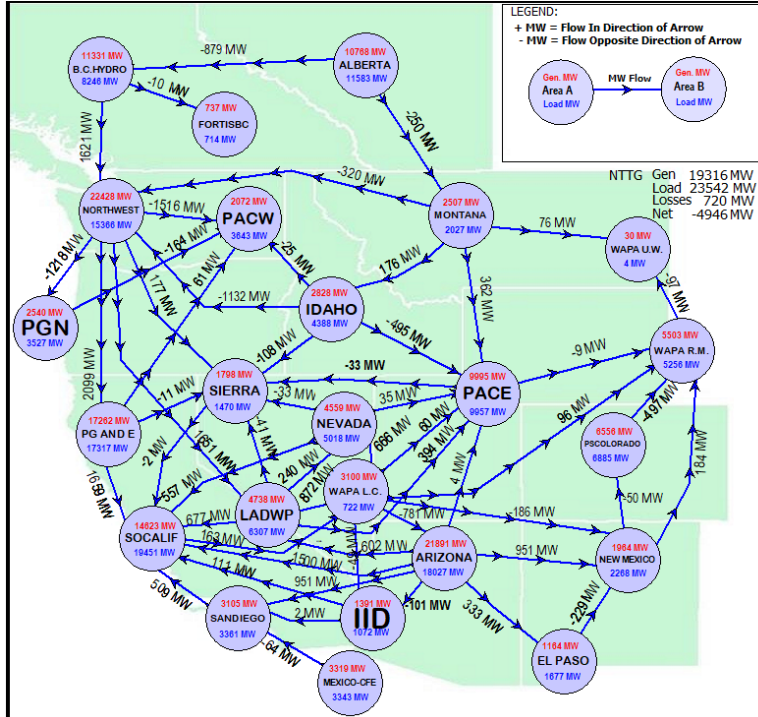 LEGEND:
+ MW = Flow In Direction of Arrow
- MW = Flow Opposite Direction of Arrow
Gen. MW
Area A
Load MW
MW Flow
Gen. MW
Area B
Load MW
NTTG Gen 19316 MW
Load 23542 MW
Losses 720 MW
Net -4946 MW
11331 MW
B.C.HYDRO
8246 MW
-879 MW
10768 MW
ALBERTA
11583 MW
-10 MW
737 MW
FORTISBC
714 MW
1621 MW
-250 MW
-320 MW
22428 MW
NORTHWEST
15366 MW
-1516 MW
2072 MW
PACW
3643 MW
2507 MW
MONTANA
2027 MW
76 MW
30 MW
WAPA U.W.
4 MW
-1218 MW
-164 MW
177 MW
61 MW
-25 MW
-1132 MW
176 MW
362 MW
-97 MW
2540 MW
PGN
3527 MW
2828 MW
IDAHO
4388 MW
-495 MW
5503 MW
WAPA R.M.
5256 MW
-9 MW
-108 MW
-33 MW
2099 MW
1798 MW
SIERRA
1470 MW
-11 MW
-33 MW
35 MW
9995 MW
PACE
9957 MW
17262 MW
PG AND E
17317 MW
4559 MW
NEVADA
5018 MW
-2 MW
1851 MW
-41 MW
240 MW
872 MW
666 MW
60 MW
394 MW
96 MW
-497 MW
6556 MW
PSCOLORADO
6885 MW
184 MW
1659 MW
-557 MW
3100 MW
WAPA L.C.
722 MW
4 MW
-50 MW
4738 MW
LADWP
6307 MW
-781 MW
-186 MW
14623 MW
SOCALIF
19451 MW
677 MW
163 MW
1602 MW
1500 MW
21891 MW
ARIZONA
18027 MW
951 MW
1964 MW
NEW MEXICO
2268 MW
111 MW
951 MW
-101 MW
333 MW
-229 MW
509 MW
3105 MW
SANDIEGO
3361 MW
2 MW
1391 MW
IID
1072 MW
1164 MW
EL PASO
1677 MW
-64 MW
3319 MW
MEXICO-CFE
3343 MW